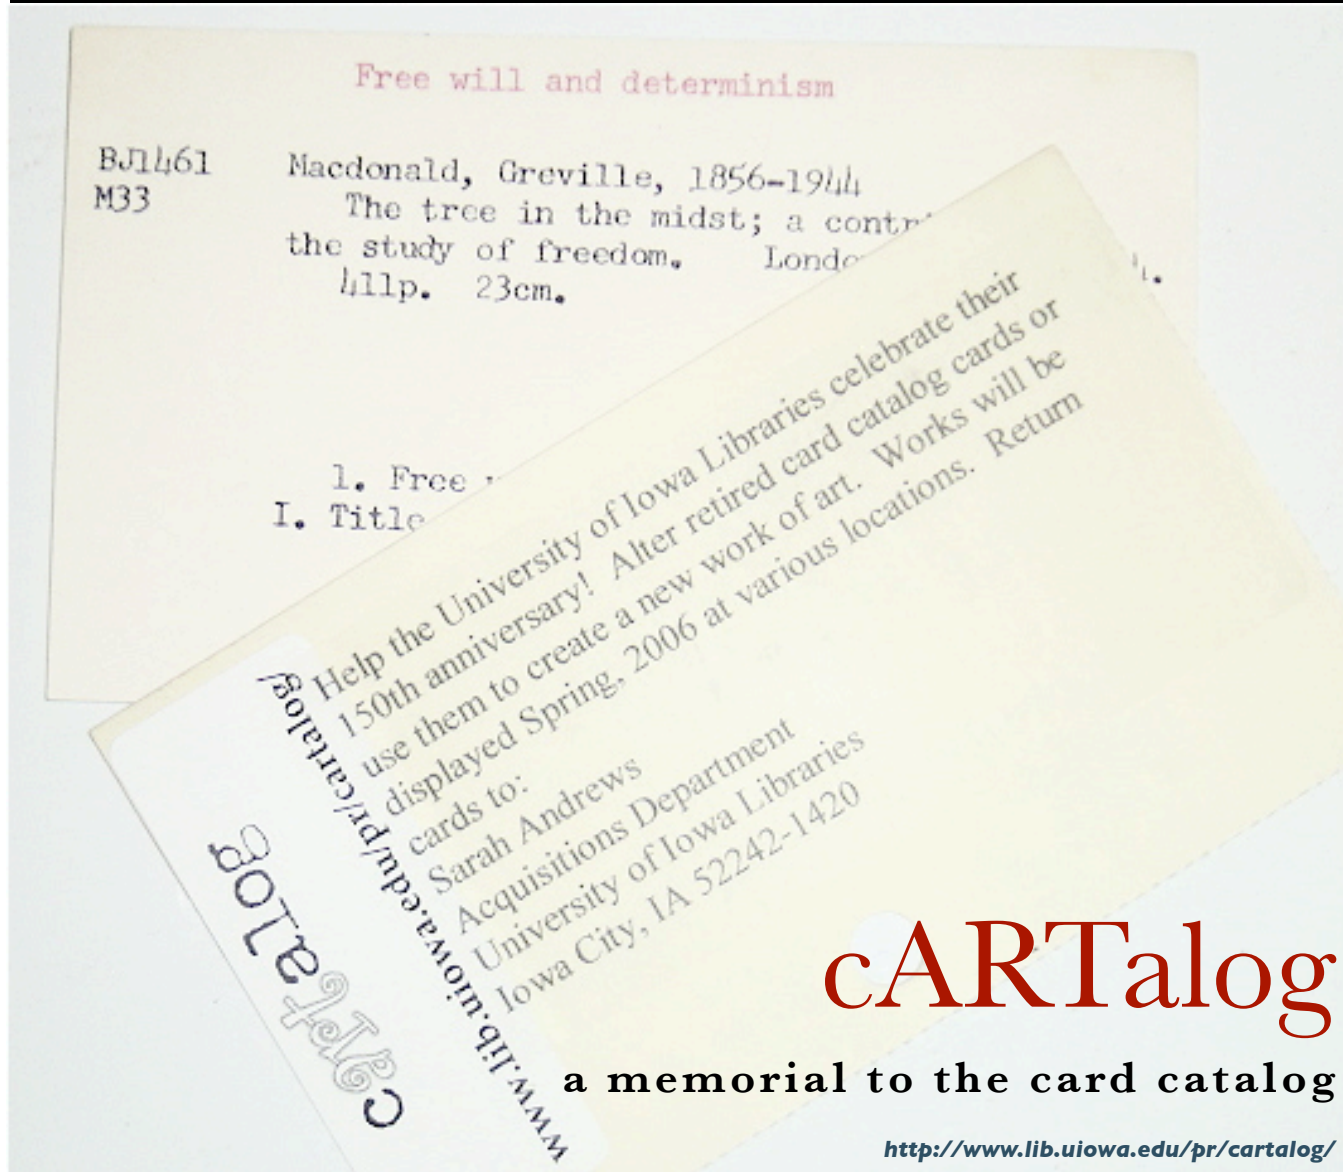 Free will and determinism
BJ1461
M33
Macdonald, Greville, 1856-1944
The tree in the midst; a contr
the study of freedom. Londo
411p. 23cm.
1. Free
I. Title
Help the University of Iowa Libraries celebrate their
150th anniversary! Alter retired card catalog cards or
use them to create a new work of art. Works will be
displayed Spring, 2006 at various locations. Return
cards to:
Sarah Andrews
Acquisitions Department
University of Iowa Libraries
Iowa City, IA 52242-1420
www.lib.uiowa.edu/pr/cartalog/
cARTalog
cARTalog
a memorial to the card catalog
http://www.lib.uiowa.edu/pr/cartalog/